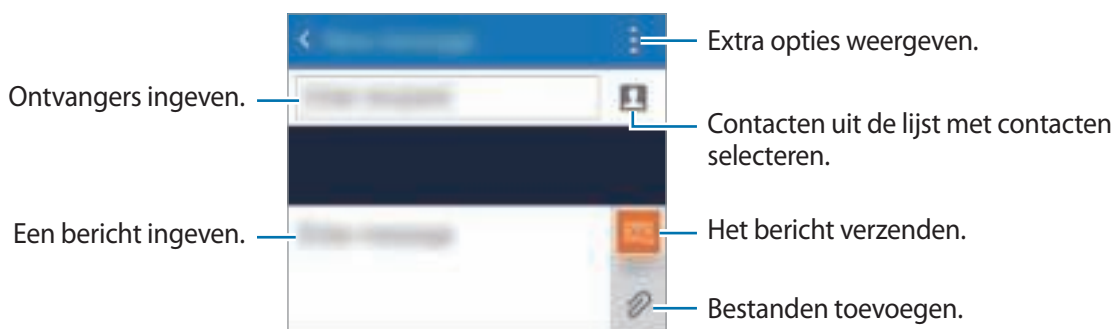 Extra opties weergeven.
Ontvangers ingeven.
Contacten uit de lijst met contacten
selecteren.
Een bericht ingeven.
Het bericht verzenden.
Bestanden toevoegen.